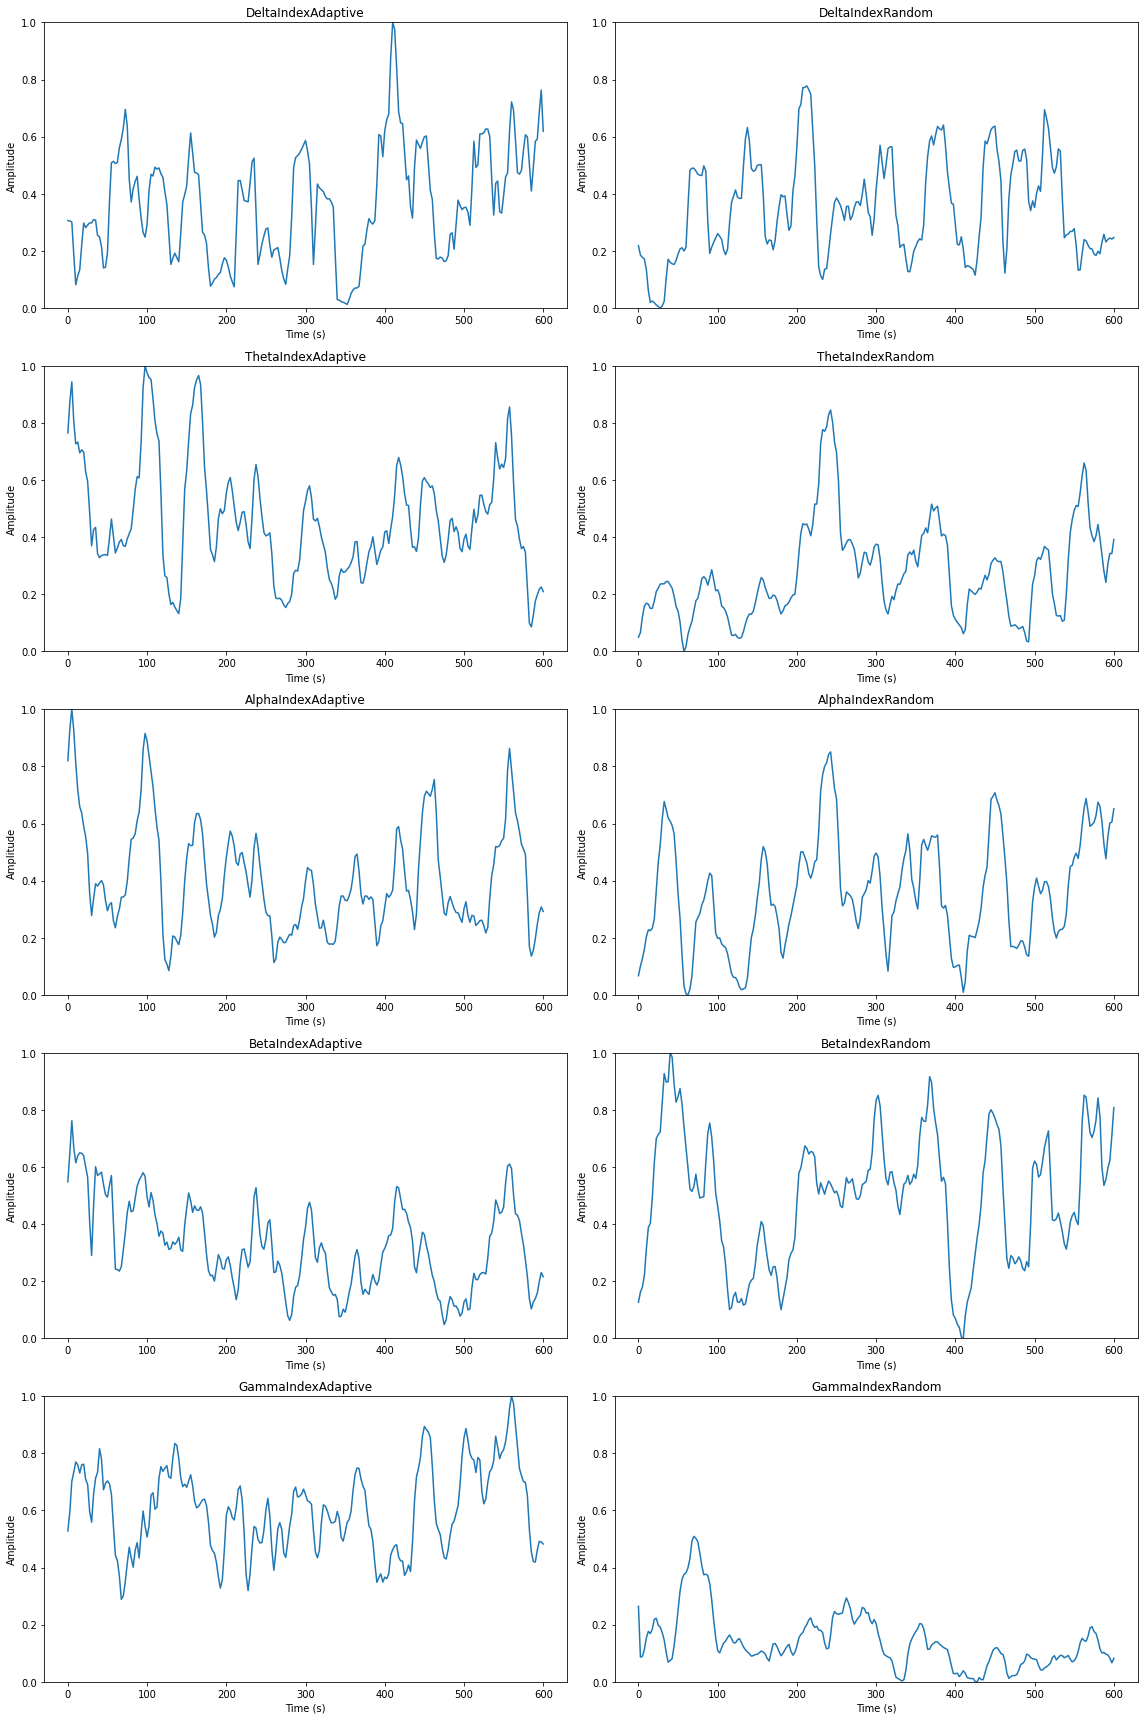 DeltaIndexAdaptive
1.0
0.8
0.6
0.4
0.2
0.0
Amplitude
0 100 200 300 400 500 600
Time (s)
DeltaIndexRandom
1.0
0.8
0.6
0.4
0.2
0.0
Amplitude
0 100 200 300 400 500 600
Time (s)
ThetaIndexAdaptive
1.0
0.8
0.6
0.4
0.2
0.0
Amplitude
0 100 200 300 400 500 600
Time (s)
ThetaIndexRandom
1.0
0.8
0.6
0.4
0.2
0.0
Amplitude
0 100 200 300 400 500 600
Time (s)
AlphaIndexAdaptive
1.0
0.8
0.6
0.4
0.2
0.0
Amplitude
0 100 200 300 400 500 600
Time (s)
AlphaIndexRandom
1.0
0.8
0.6
0.4
0.2
0.0
Amplitude
0 100 200 300 400 500 600
Time (s)
BetaIndexAdaptive
1.0
0.8
0.6
0.4
0.2
0.0
Amplitude
0 100 200 300 400 500 600
Time (s)
BetaIndexRandom
1.0
0.8
0.6
0.4
0.2
0.0
Amplitude
0 100 200 300 400 500 600
Time (s)
GammaIndexAdaptive
1.0
0.8
0.6
0.4
0.2
0.0
Amplitude
0 100 200 300 400 500 600
Time (s)
GammaIndexRandom
1.0
0.8
0.6
0.4
0.2
0.0
Amplitude
0 100 200 300 400 500 600
Time (s)